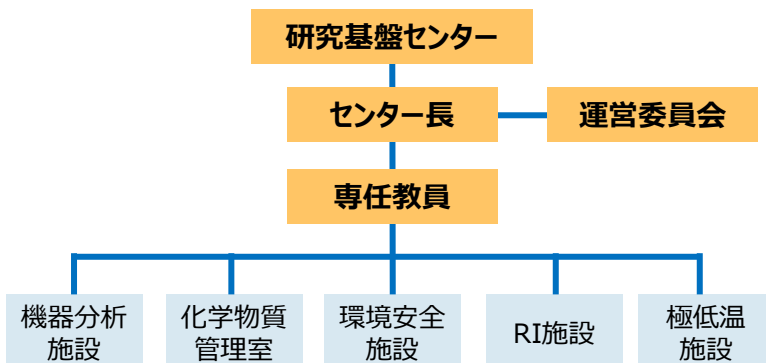 研究基盤センター
センター長
運営委員会
専任教員
機器分析
施設
化学物質
管理室
環境安全
施設
RI施設
極低温
施設